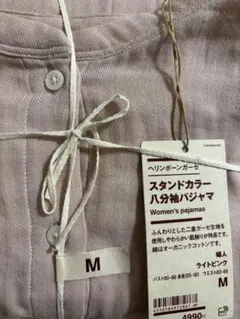 ヘリンボーンガーゼ
スタンドカラー
八分袖パジャマ
Women's pajamas
ふんわりとした二重ガーゼ生地を
使用しやわらかい肌触りが特長です。
綿はオーガニックコットンです。
婦人
ライトピンク
M
4990
M